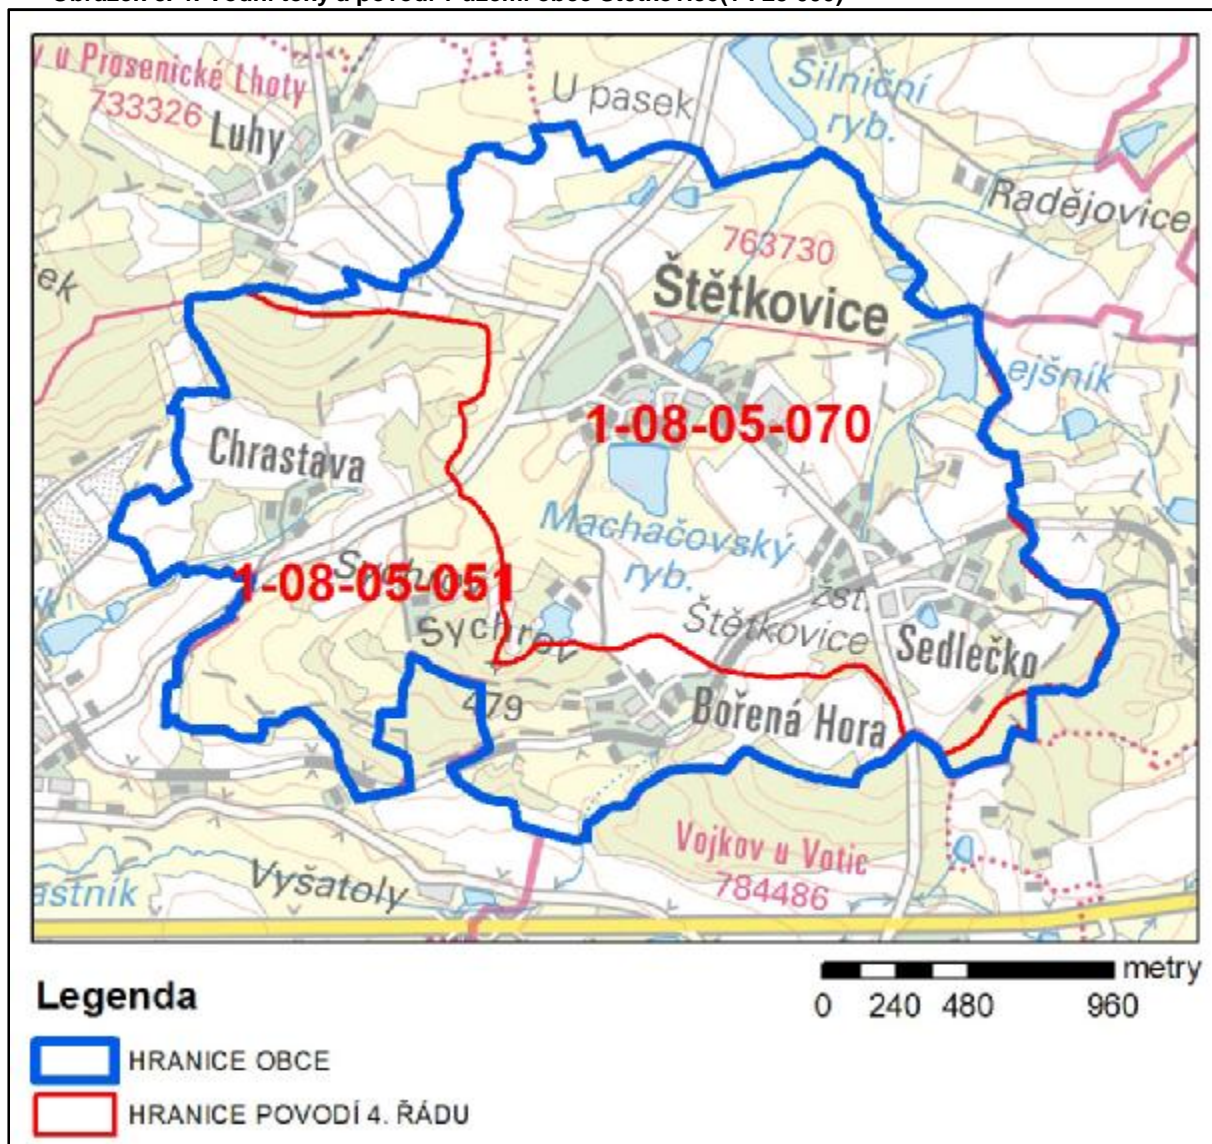 y u Prosenické Lhoty
733326
Luhy
U pasek
Silniční
ryb.
Radějovice
763730
Štětkovice
Lejšník
1-08-05-070
Chrastava
Machačovský
ryb.
1-08-05-051
Sychrov
479
žst.
Štětkovice
Sedlečko
Bořená Hora
Vojkov u Votic
784486
Vyšatoly
astník
Legenda
HRANICE OBCE
HRANICE POVODÍ 4. ŘÁDU
metry
0 240 480 960